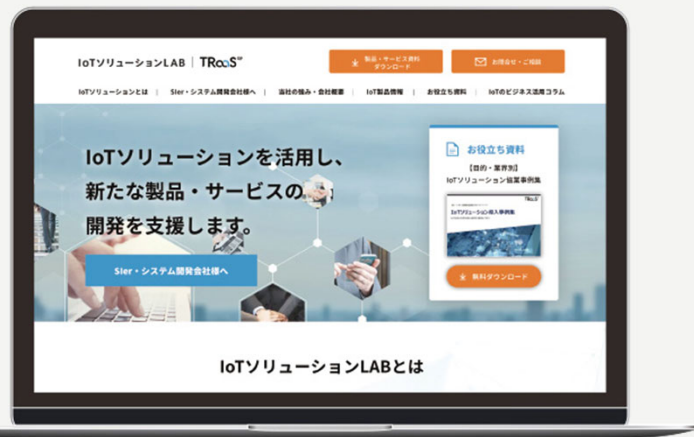 IoTソリューションLAB | TRaaS
製品・サービス資料
ダウンロード
お問合せ・ご相談
IoTソリューションとは | SIer・システム開発会社様へ | 当社の強み・会社概要 | IoT製品情報 | お役立ち資料 | IoTのビジネス活用コラム
IoTソリューションを活用し、
新たな製品・サービスの
開発を支援します。
SIer・システム開発会社様へ
お役立ち資料
【目的・業界別】
IoTソリューション協業事例集
TRaaS
IoTソリューション導入事例集
無料ダウンロード
IoTソリューションLABとは